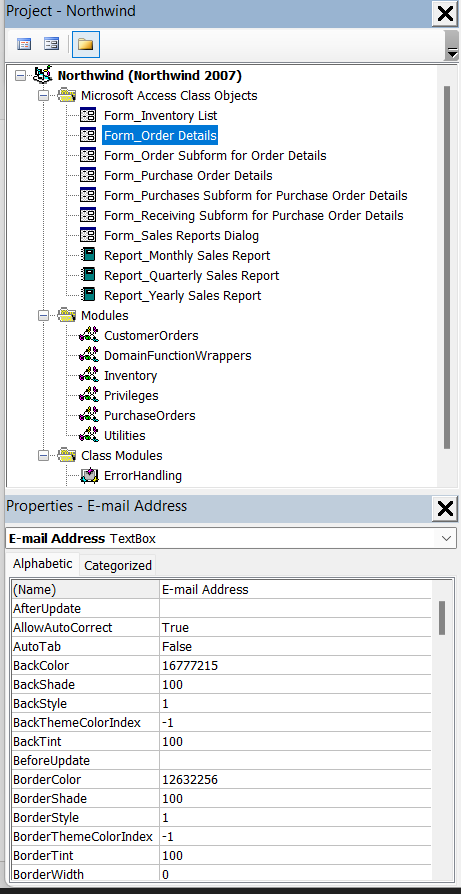 Project - Northwind
Northwind (Northwind 2007)
Microsoft Access Class Objects
Form_Inventory List
Form_Order Details
Form_Order Subform for Order Details
Form_Purchase Order Details
Form_Purchases Subform for Purchase Order Details
Form_Receiving Subform for Purchase Order Details
Form_Sales Reports Dialog
Report_Monthly Sales Report
Report_Quarterly Sales Report
Report_Yearly Sales Report
Modules
CustomerOrders
DomainFunctionWrappers
Inventory
Privileges
PurchaseOrders
Utilities
Class Modules
ErrorHandling
Properties - E-mail Address
E-mail Address TextBox
Alphabetic Categorized
(Name) E-mail Address
AfterUpdate
AllowAutoCorrect True
AutoTab False
BackColor 16777215
BackShade 100
BackStyle 1
BackThemeColorIndex -1
BackTint 100
BeforeUpdate
BorderColor 12632256
BorderShade 100
BorderStyle 1
BorderThemeColorIndex -1
BorderTint 100
BorderWidth 0